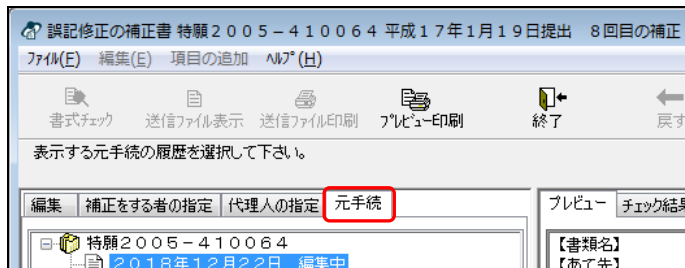 誤記修正の補正書 特願２００５－４１００６４ 平成１７年１月１９日提出　８回目の補正
ﾌｧｲﾙ(F)　編集(E)　項目の追加　ﾍﾙﾌﾟ(H)
書式ﾁｪｯｸ　送信ﾌｧｲﾙ表示　送信ﾌｧｲﾙ印刷　ﾌﾟﾚﾋﾞｭｰ印刷　終了　戻す
表示する元手続の履歴を選択して下さい。
編集　補正をする者の指定　代理人の指定　元手続　プレビュー　チェック結果
特願２００５－４１００６４　【書類名】
２０１８年１２月２２日　編集中　【あて先】